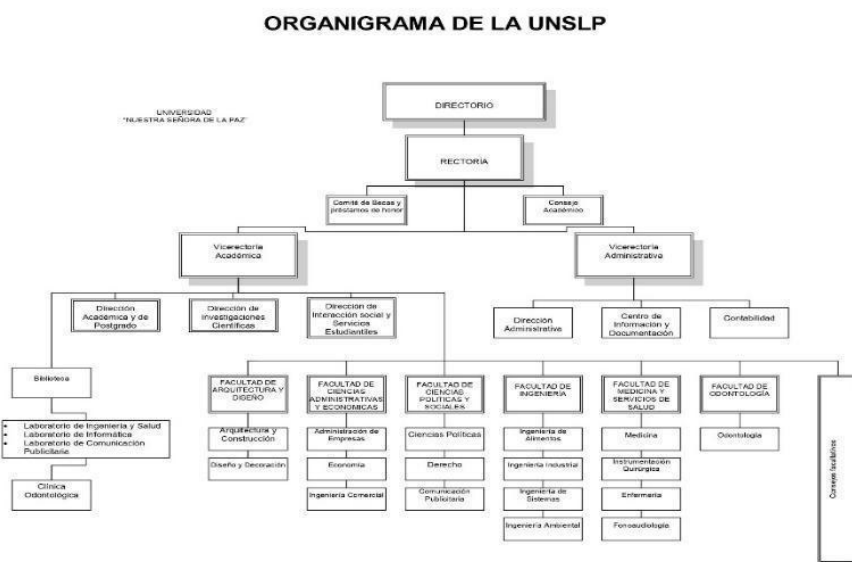 ORGANIGRAMA DE LA UNSLP
UNIVERSIDAD
"NUESTRA SEÑORA DE LA PAZ"
DIRECTORIO
RECTORÍA
Comité de Becas y
préstamos de honor
Consejo
Académico
Vicerectoría
Académica
Vicerectoría
Administrativa
Dirección
Académica y de
Postgrado
Dirección de
Investigaciones
Científicas
Dirección de
Interacción social y
Servicios
Estudiantiles
Dirección
Administrativa
Centro de
Información y
Documentación
Contabilidad
Biblioteca
• Laboratorio de Ingeniería y Salud
• Laboratorio de Informática
• Laboratorio de Comunicación
Publicitaria
Clínica
Odontológica
FACULTAD DE
ARQUITECTURA Y
DISEÑO
Arquitectura y
Construcción
Diseño y Decoración
FACULTAD DE
CIENCIAS
ADMINISTRATIVAS
Y ECONOMICAS
Administración de
Empresas
Economía
Ingeniería Comercial
FACULTAD DE
CIENCIAS
POLITICAS Y
SOCIALES
Ciencias Políticas
Derecho
Comunicación
Publicitaria
FACULTAD DE
INGENIERÍA
Ingeniería de
Alimentos
Ingeniería Industrial
Ingeniería de
Sistemas
Ingeniería Ambiental
FACULTAD DE
MEDICINA Y
SERVICIOS DE
SALUD
Medicina
Instrumentación
Quirúrgica
Enfermería
Fonoaudiología
FACULTAD DE
ODONTOLOGÍA
Odontología
Consejos facultativos